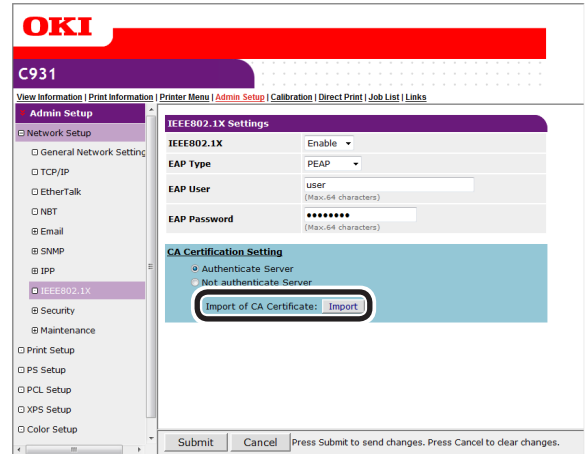 OKI
C931
View Information | Print Information | Printer Menu | Admin Setup | Calibration | Direct Print | Job List | Links
Admin Setup
Network Setup
General Network Setting
TCP/IP
EtherTalk
NBT
Email
SNMP
IPP
IEEE802.1X
Security
Maintenance
Print Setup
PS Setup
PCL Setup
XPS Setup
Color Setup
IEEE802.1X Settings
IEEE802.1X Enable
EAP Type PEAP
EAP User user
(Max.64 characters)
EAP Password ••••••••
(Max.64 characters)
CA Certification Setting
Authenticate Server
Not authenticate Server
Import of CA Certificate: Import
Submit Cancel Press Submit to send changes. Press Cancel to clear changes.